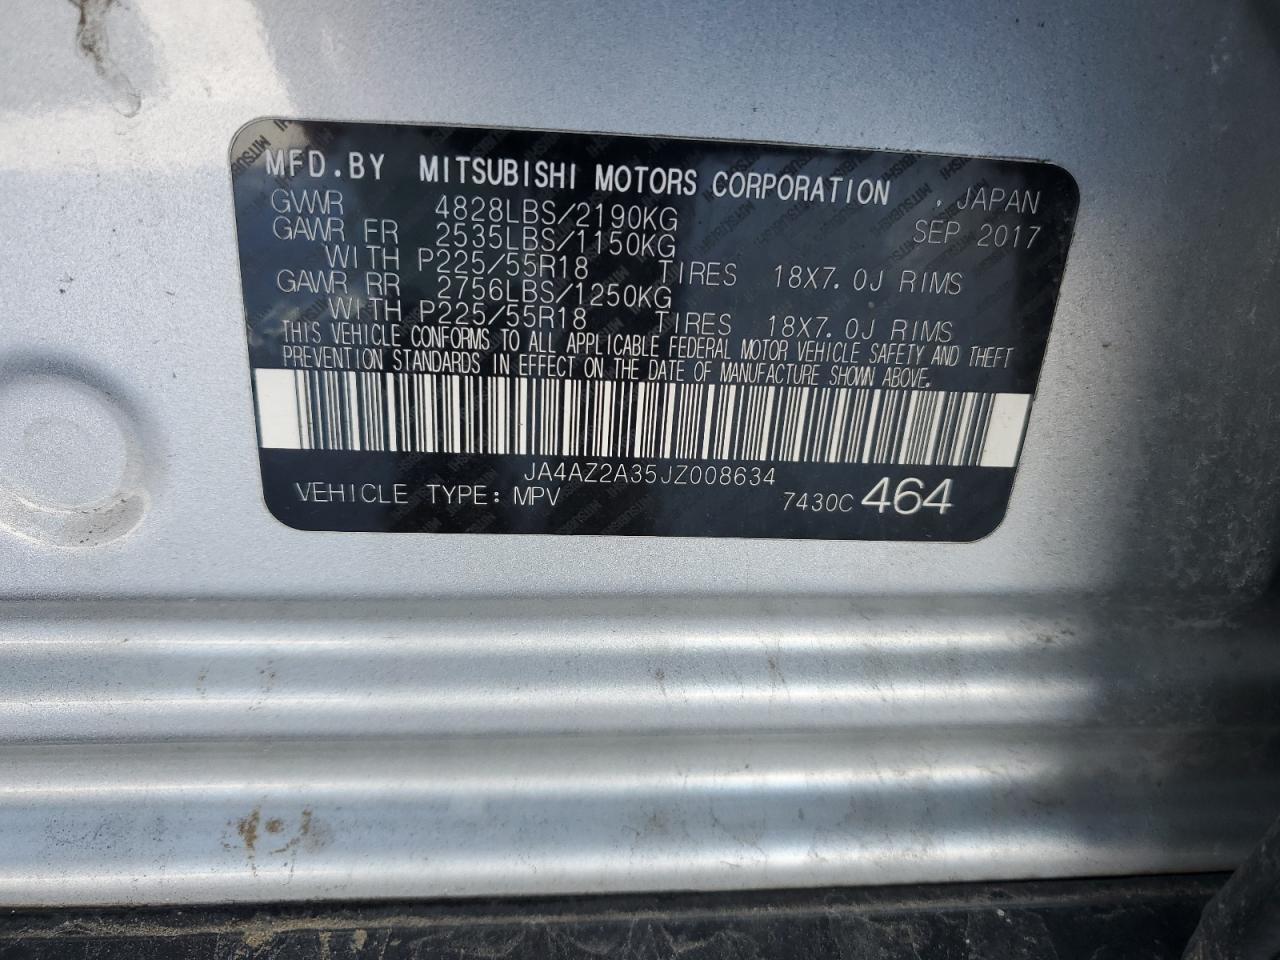 MFD.BY MITSUBISHI MOTORS CORPORATION . JAPAN
GVWR 4828LBS/2190KG SEP 2017
GAWR FR 2535LBS/1150KG
WITH P225/55R18 TIRES 18X7.0J RIMS
GAWR RR 2756LBS/1250KG
WITH P225/55R18 TIRES 18X7.0J RIMS
THIS VEHICLE CONFORMS TO ALL APPLICABLE FEDERAL MOTOR VEHICLE SAFETY AND THEFT
PREVENTION STANDARDS IN EFFECT ON THE DATE OF MANUFACTURE SHOWN ABOVE.
JA4AZ2A35JZ008634
VEHICLE TYPE: MPV 7430C 464